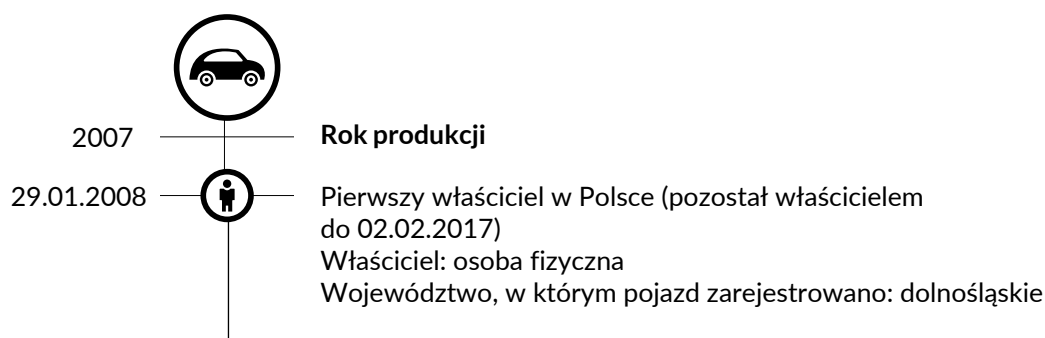 2007 Rok produkcji
29.01.2008 Pierwszy właściciel w Polsce (pozostał właścicielem
do 02.02.2017)
Właściciel: osoba fizyczna
Województwo, w którym pojazd zarejestrowano: dolnośląskie